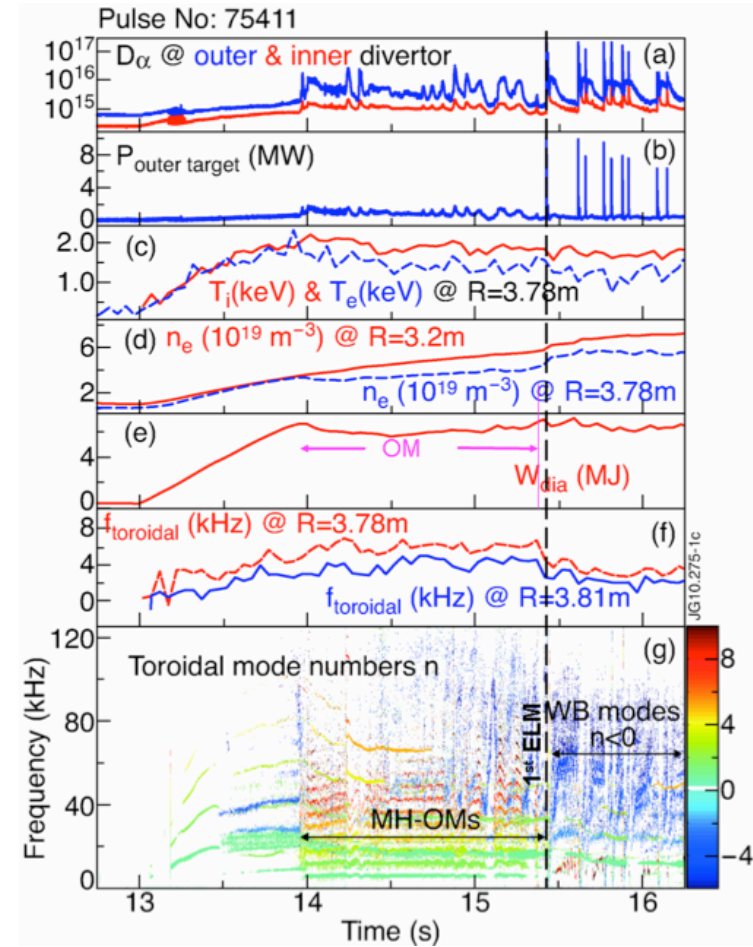 Pulse No: 75411
Dα @ outer & inner divertor (a)
10¹⁷
10¹⁶
10¹⁵
P outer target (MW) (b)
8
4
0
(c)
2.0
1.0
Tᵢ(keV) & Tₑ(keV) @ R=3.78m
(d) nₑ (10¹⁹ m⁻³) @ R=3.2m
6
2
nₑ (10¹⁹ m⁻³) @ R=3.78m
(e)
4
0
OM
W dia (MJ)
f toroidal (kHz) @ R=3.78m (f)
8
4
0
f toroidal (kHz) @ R=3.81m
JG10.275-1c
(g)
Toroidal mode numbers n
120
80
40
0
Frequency (kHz)
1st ELM
WB modes
n<0
MH-OMs
8
4
0
−4
13 14 15 16
Time (s)